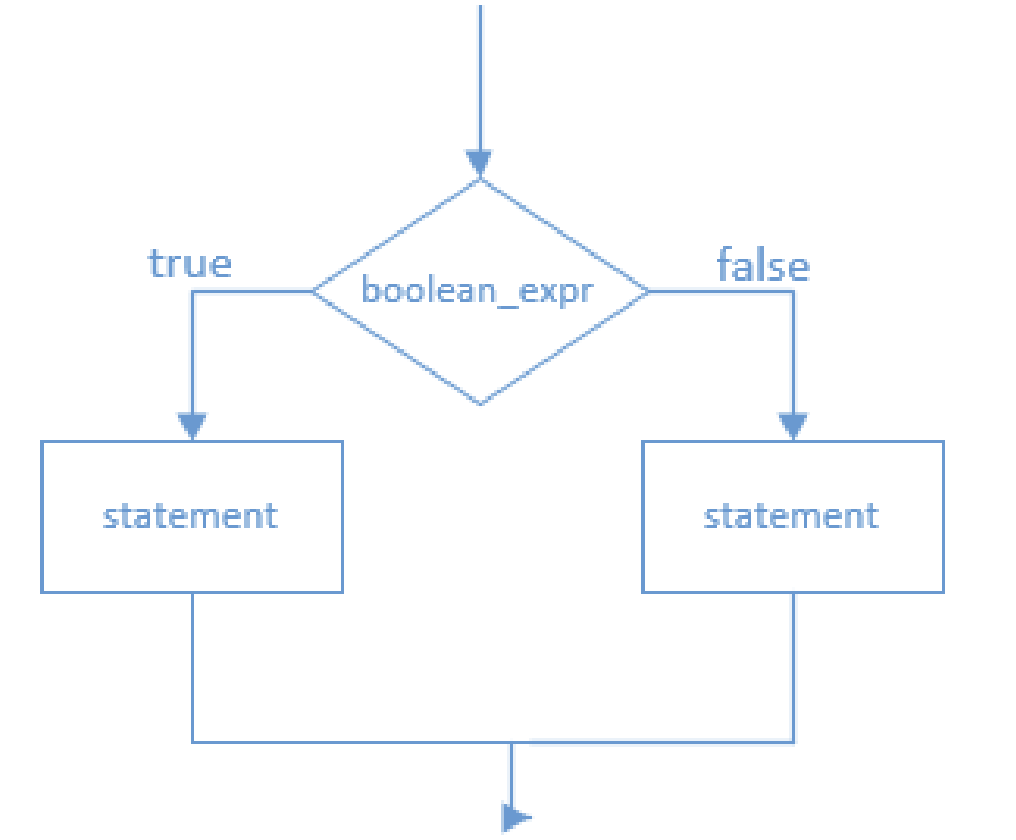 true
false
boolean_expr
statement
statement